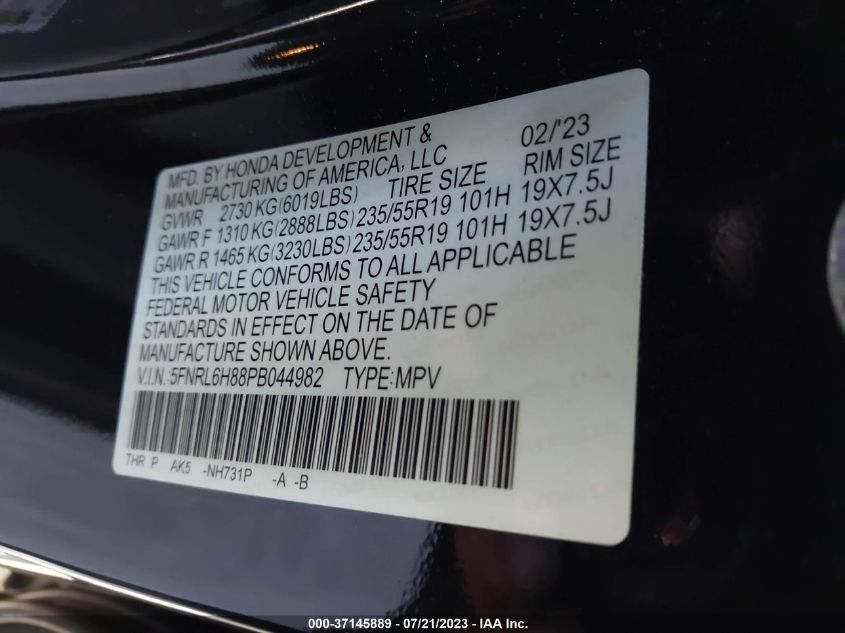 MFD. BY HONDA DEVELOPMENT & 02/'23
MANUFACTURING OF AMERICA, LLC
GVWR 2730 KG(6019LBS) TIRE SIZE RIM SIZE
GAWR F 1310 KG(2888LBS) 235/55R19 101H 19X7.5J
GAWR R 1465 KG(3230LBS) 235/55R19 101H 19X7.5J
THIS VEHICLE CONFORMS TO ALL APPLICABLE
FEDERAL MOTOR VEHICLE SAFETY
STANDARDS IN EFFECT ON THE DATE OF
MANUFACTURE SHOWN ABOVE.
V.I.N.:5FNRL6H88PB044982 TYPE:MPV
THR P AK5 -NH731P -A -B
000-37145889 / 07/21/2023 - IAA Inc.